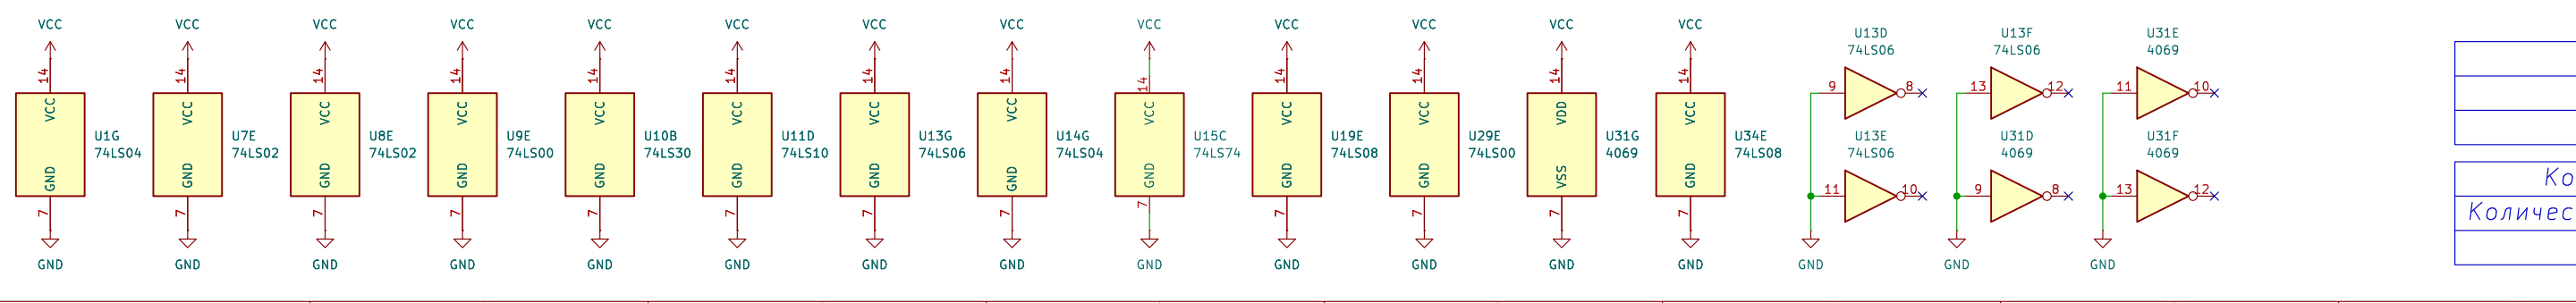 VCC VCC VCC VCC VCC VCC VCC VCC VCC VCC VCC VCC VCC
U13D U13F U31E
74LS06 74LS06 4069
14 14 14 14 14 14 14 14 14 14 14 14 14
9 8 13 12 11 10
VCC VCC VCC VCC VCC VCC VCC VCC VCC VCC VCC VDD VCC
U1G U7E U8E U9E U10B U11D U13G U14G U15C U19E U29E U31G U34E U13E U31D U31F
74LS04 74LS02 74LS02 74LS00 74LS30 74LS10 74LS06 74LS04 74LS74 74LS08 74LS00 4069 74LS08 74LS06 4069 4069
GND GND GND GND GND GND GND GND GND GND GND VSS GND
Ко
11 10 9 8 13 12
7 7 7 7 7 7 7 7 7 7 7 7 7
Количес
GND GND GND GND GND GND GND GND GND GND GND GND GND GND GND GND